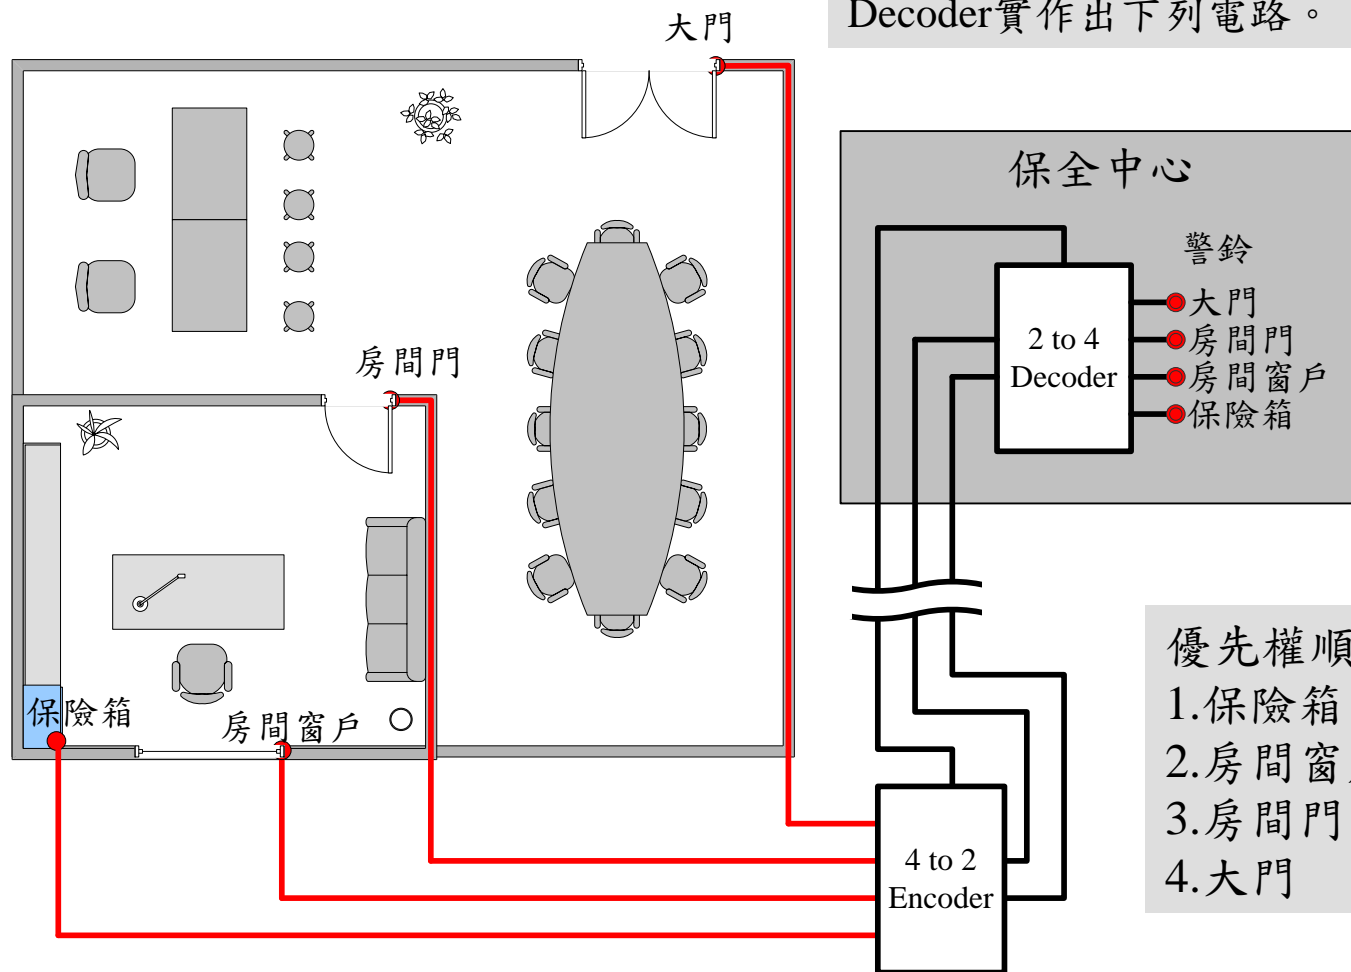 Decoder實作出下列電路。
大門
保全中心
警鈴
大門
房間門
房間窗戶
保險箱
2 to 4
Decoder
房間門
保險箱
房間窗戶
4 to 2
Encoder
優先權順
1.保險箱
2.房間窗
3.房間門
4.大門